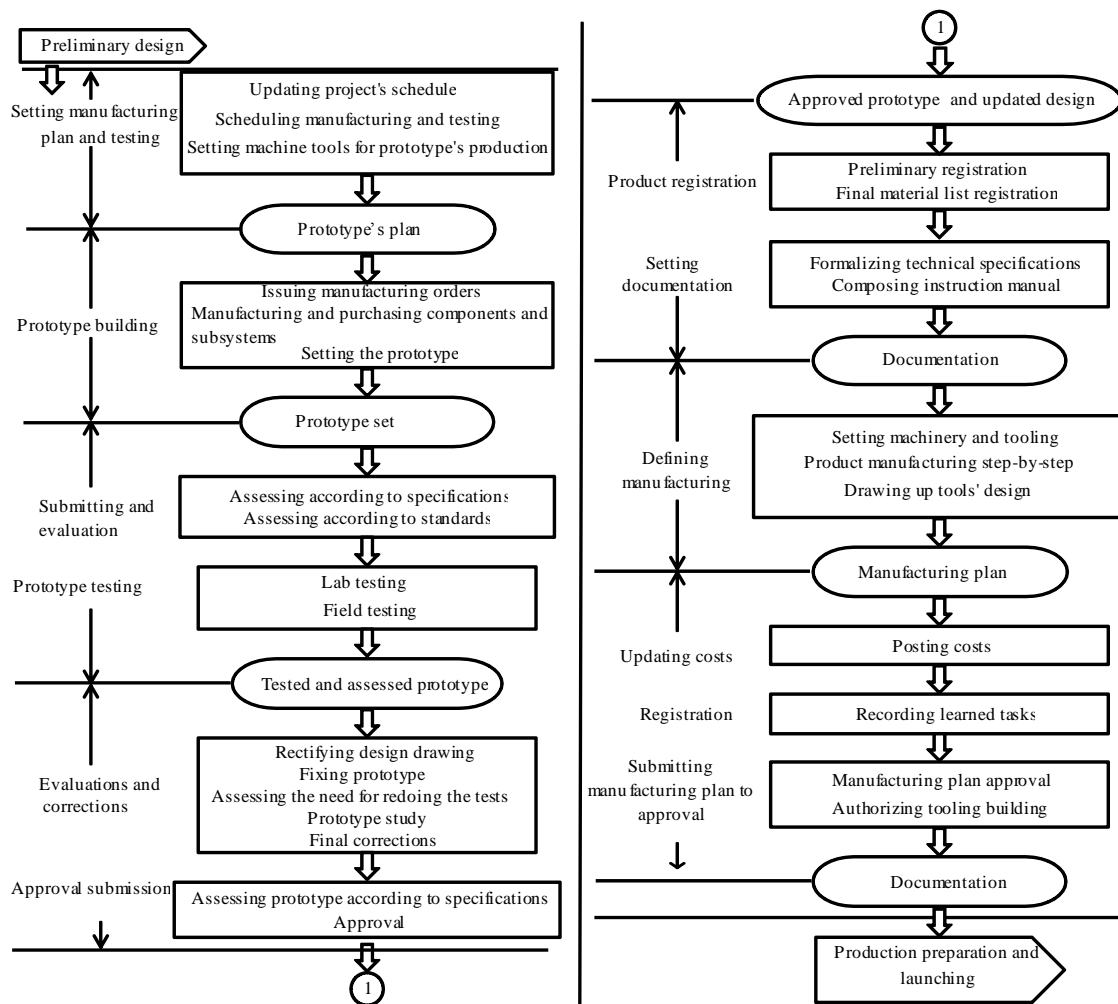 Preliminary design
Setting manufacturing
plan and testing
Updating project's schedule
Scheduling manufacturing and testing
Setting machine tools for prototype's production
Prototype's plan
Prototype building
Issuing manufacturing orders
Manufacturing and purchasing components and
subsystems
Setting the prototype
Prototype set
Submitting and
evaluation
Assessing according to specifications
Assessing according to standards
Prototype testing
Lab testing
Field testing
Tested and assessed prototype
Evaluations and
corrections
Rectifying design drawing
Fixing prototype
Assessing the need for redoing the tests
Prototype study
Final corrections
Approval submission
Assessing prototype according to specifications
Approval
1
1
Approved prototype and updated design
Product registration
Preliminary registration
Final material list registration
Setting
documentation
Formalizing technical specifications
Composing instruction manual
Documentation
Defining
manufacturing
Setting machinery and tooling
Product manufacturing step-by-step
Drawing up tools' design
Manufacturing plan
Updating costs
Posting costs
Registration
Recording learned tasks
Submitting
manufacturing plan to
approval
Manufacturing plan approval
Authorizing tooling building
Documentation
Production preparation and
launching